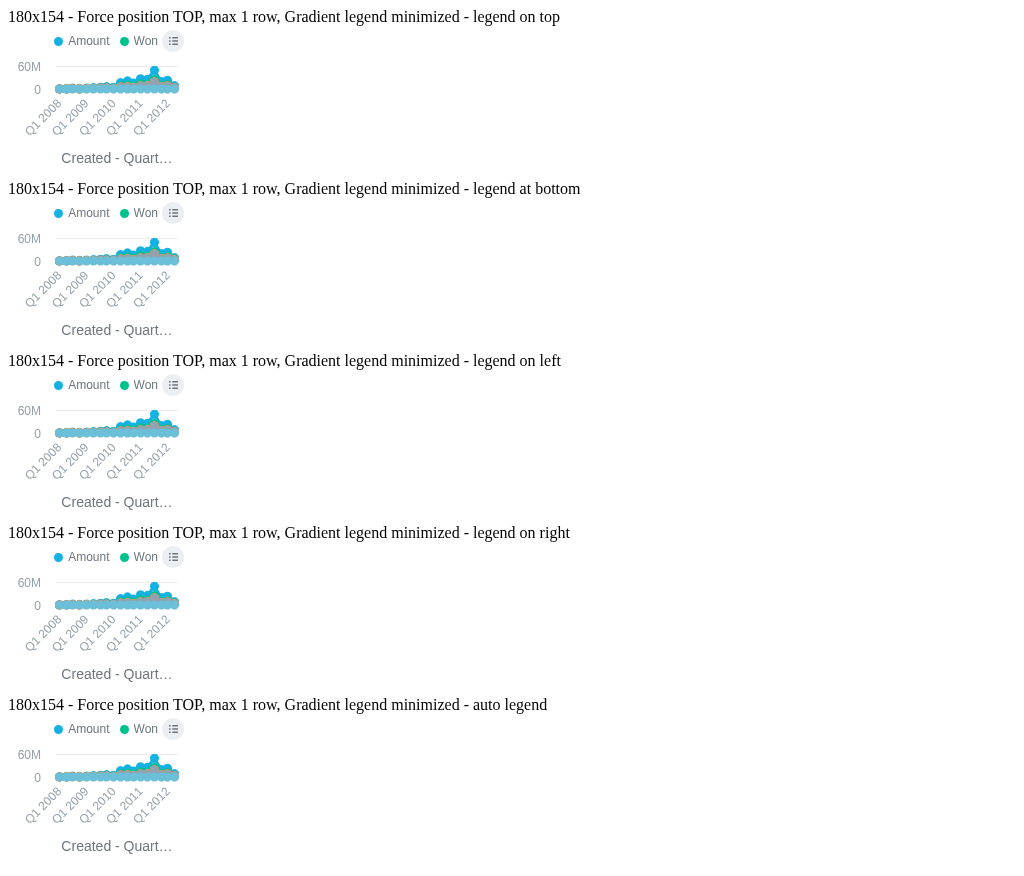 180x154 - Force position TOP, max 1 row, Gradient legend minimized - legend on top
Amount Won
60M
0
Q1 2008 Q1 2009 Q1 2010 Q1 2011 Q1 2012
Created - Quart…
180x154 - Force position TOP, max 1 row, Gradient legend minimized - legend at bottom
Amount Won
60M
0
Q1 2008 Q1 2009 Q1 2010 Q1 2011 Q1 2012
Created - Quart…
180x154 - Force position TOP, max 1 row, Gradient legend minimized - legend on left
Amount Won
60M
0
Q1 2008 Q1 2009 Q1 2010 Q1 2011 Q1 2012
Created - Quart…
180x154 - Force position TOP, max 1 row, Gradient legend minimized - legend on right
Amount Won
60M
0
Q1 2008 Q1 2009 Q1 2010 Q1 2011 Q1 2012
Created - Quart…
180x154 - Force position TOP, max 1 row, Gradient legend minimized - auto legend
Amount Won
60M
0
Q1 2008 Q1 2009 Q1 2010 Q1 2011 Q1 2012
Created - Quart…